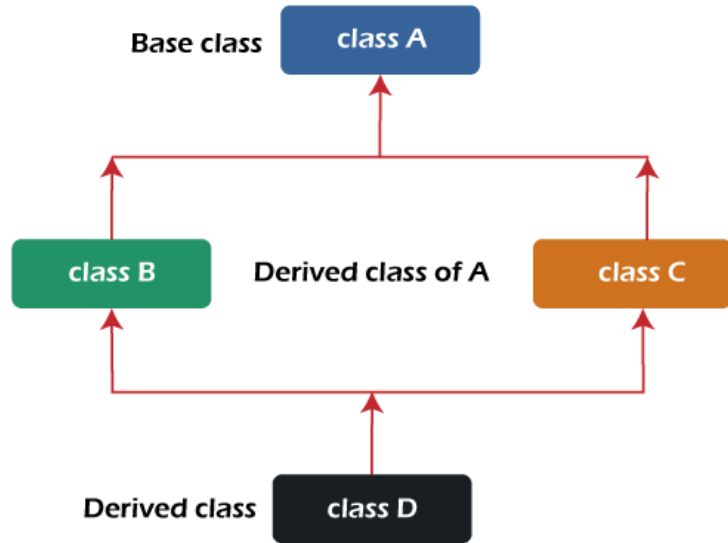 Base class
class A
class B
Derived class of A
class C
Derived class
class D